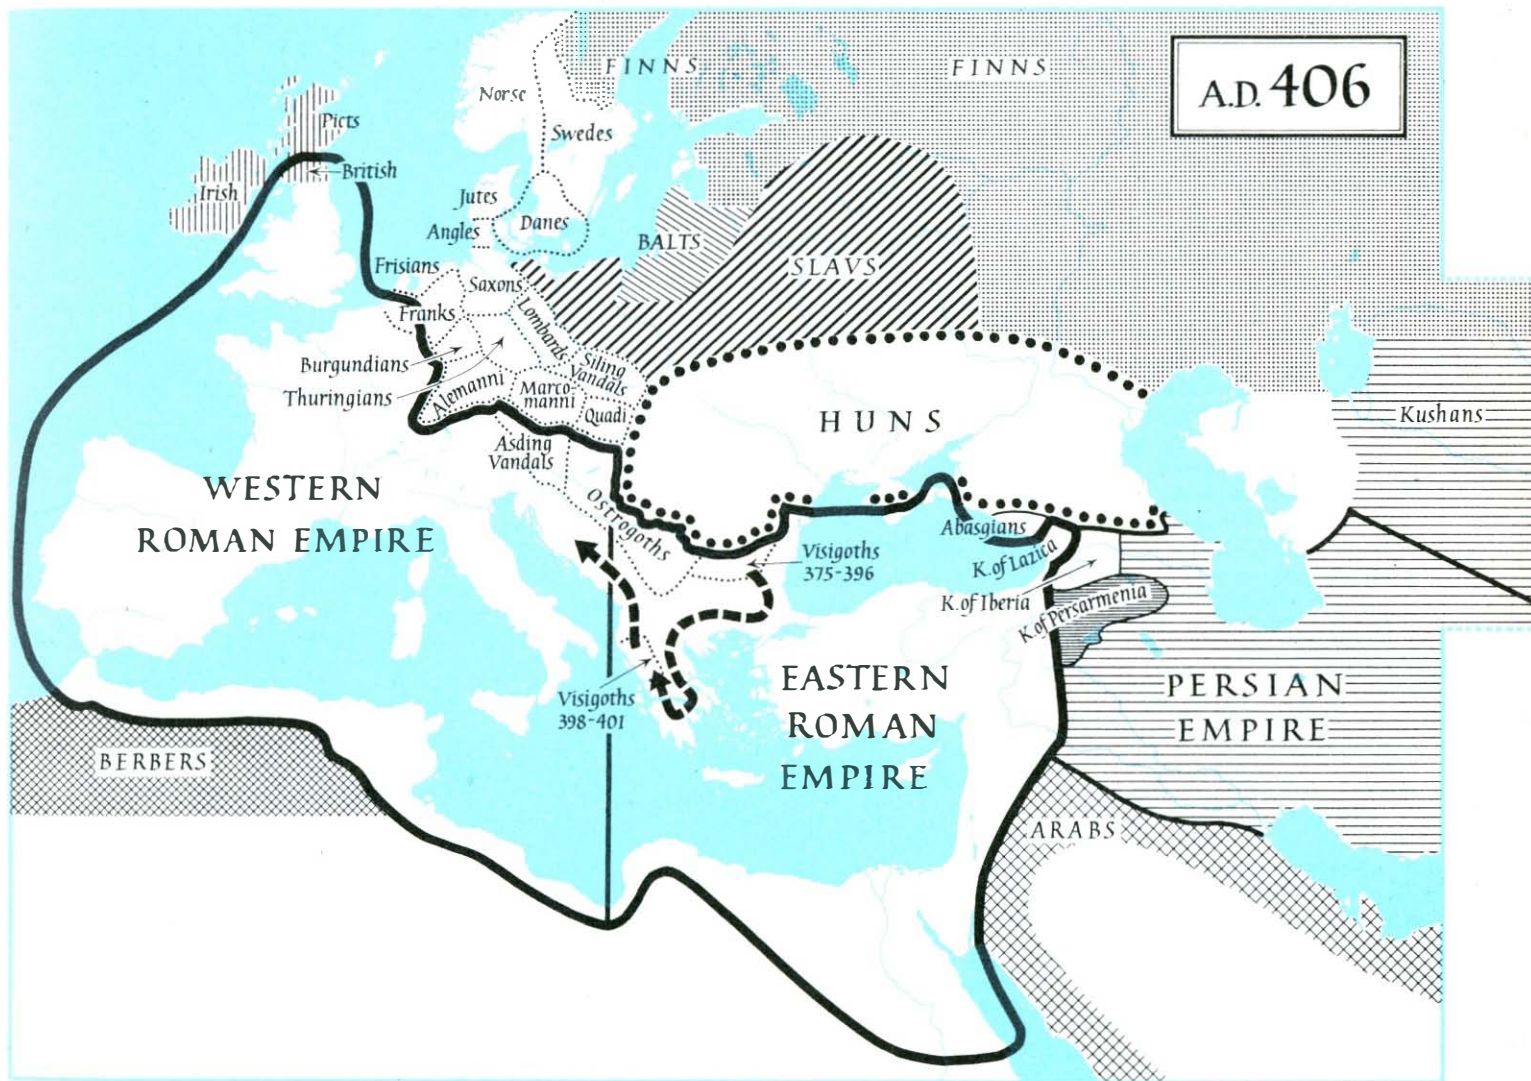 A.D. 406
FINNS
FINNS
Norse
Swedes
Picts
British
Irish
Jutes
Angles
Danes
BALTS
SLAVS
Frisians
Saxons
Franks
Lombards
Burgundians
Thuringians
Siling
Vandals
Alemanni
Marco-
manni
Quadi
HUNS
Kushans
Asding
Vandals
WESTERN
ROMAN EMPIRE
Ostrogoths
Visigoths
375-396
Abasgians
K. of Lazica
K. of Iberia
K. of Persarmenia
EASTERN
ROMAN
EMPIRE
PERSIAN
EMPIRE
Visigoths
398-401
BERBERS
ARABS